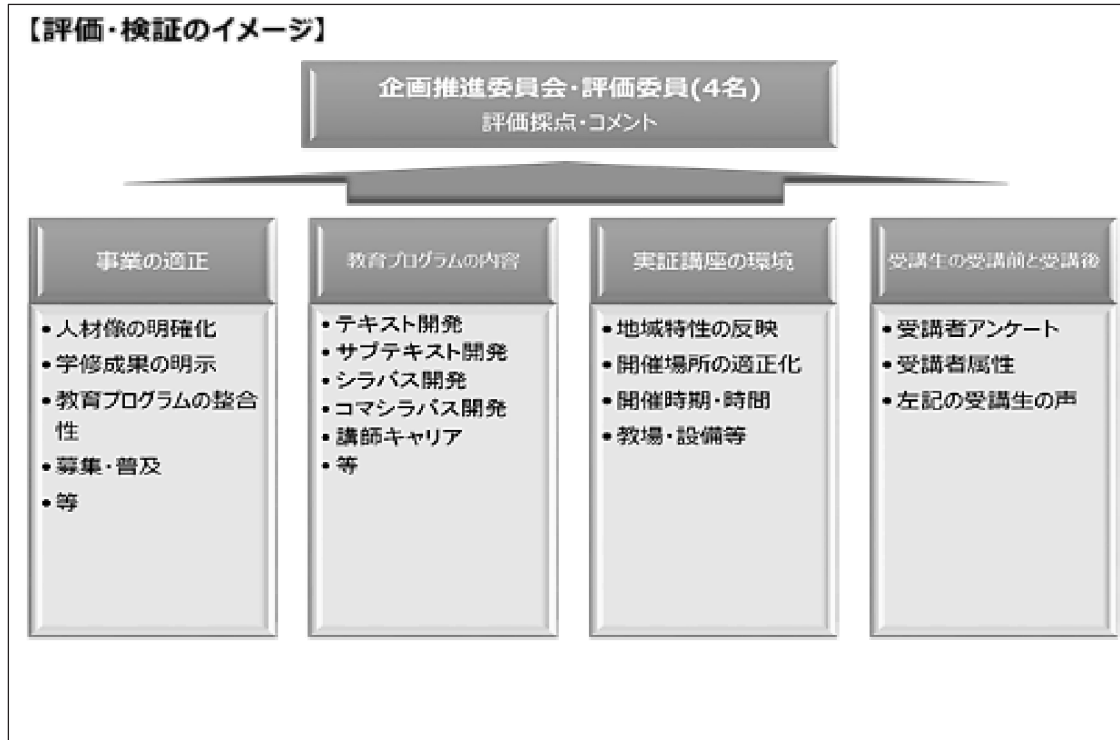 【評価・検証のイメージ】
企画推進委員会・評価委員(4名)
評価採点・コメント
事業の適正
• 人材像の明確化
• 学修成果の明示
• 教育プログラムの整合
性
• 募集・普及
• 等
教育プログラムの内容
• テキスト開発
• サブテキスト開発
• シラバス開発
• コマシラバス開発
• 講師キャリア
• 等
実証講座の環境
• 地域特性の反映
• 開催場所の適正化
• 開催時期・時間
• 教場・設備等
受講生の受講前と受講後
• 受講者アンケート
• 受講者属性
• 左記の受講生の声